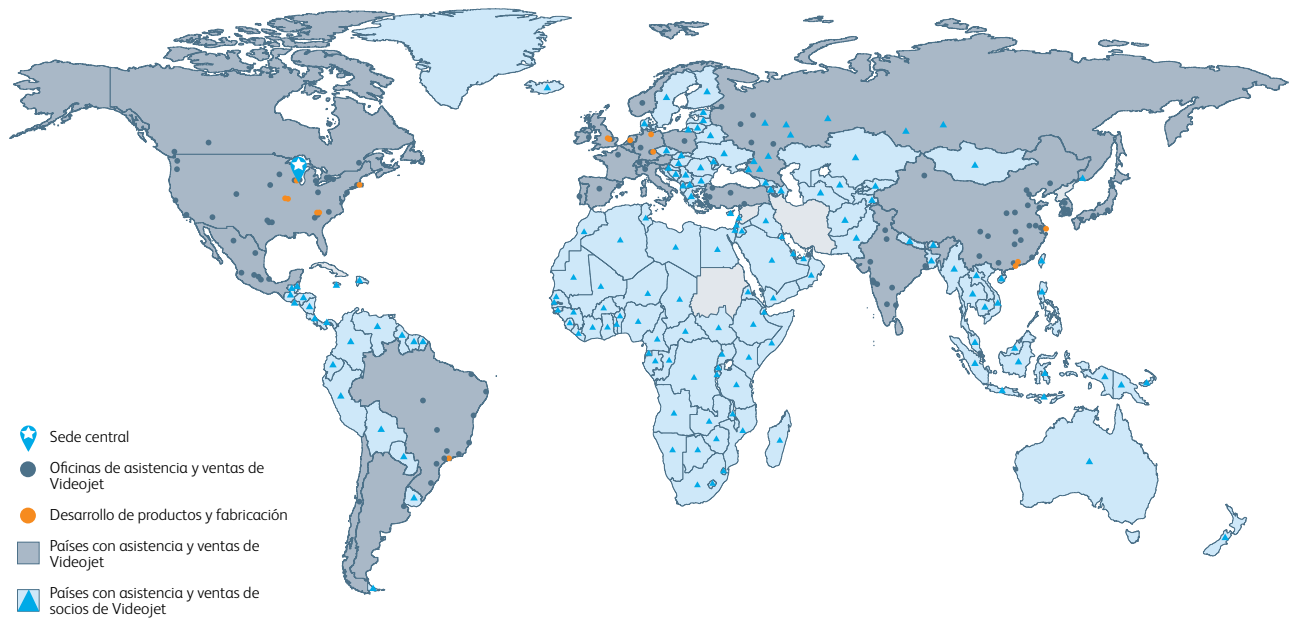 Sede central
Oficinas de asistencia y ventas de
Videojet
Desarrollo de productos y fabricación
Países con asistencia y ventas de
Videojet
Países con asistencia y ventas de
socios de Videojet